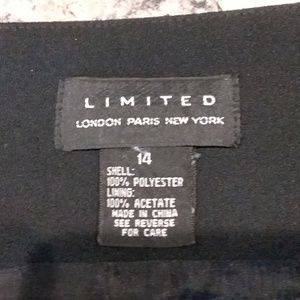 LIMITED
LONDON PARIS NEW YORK
14
SHELL:
100% POLYESTER
LINING:
100% ACETATE
MADE IN CHINA
SEE REVERSE
FOR CARE